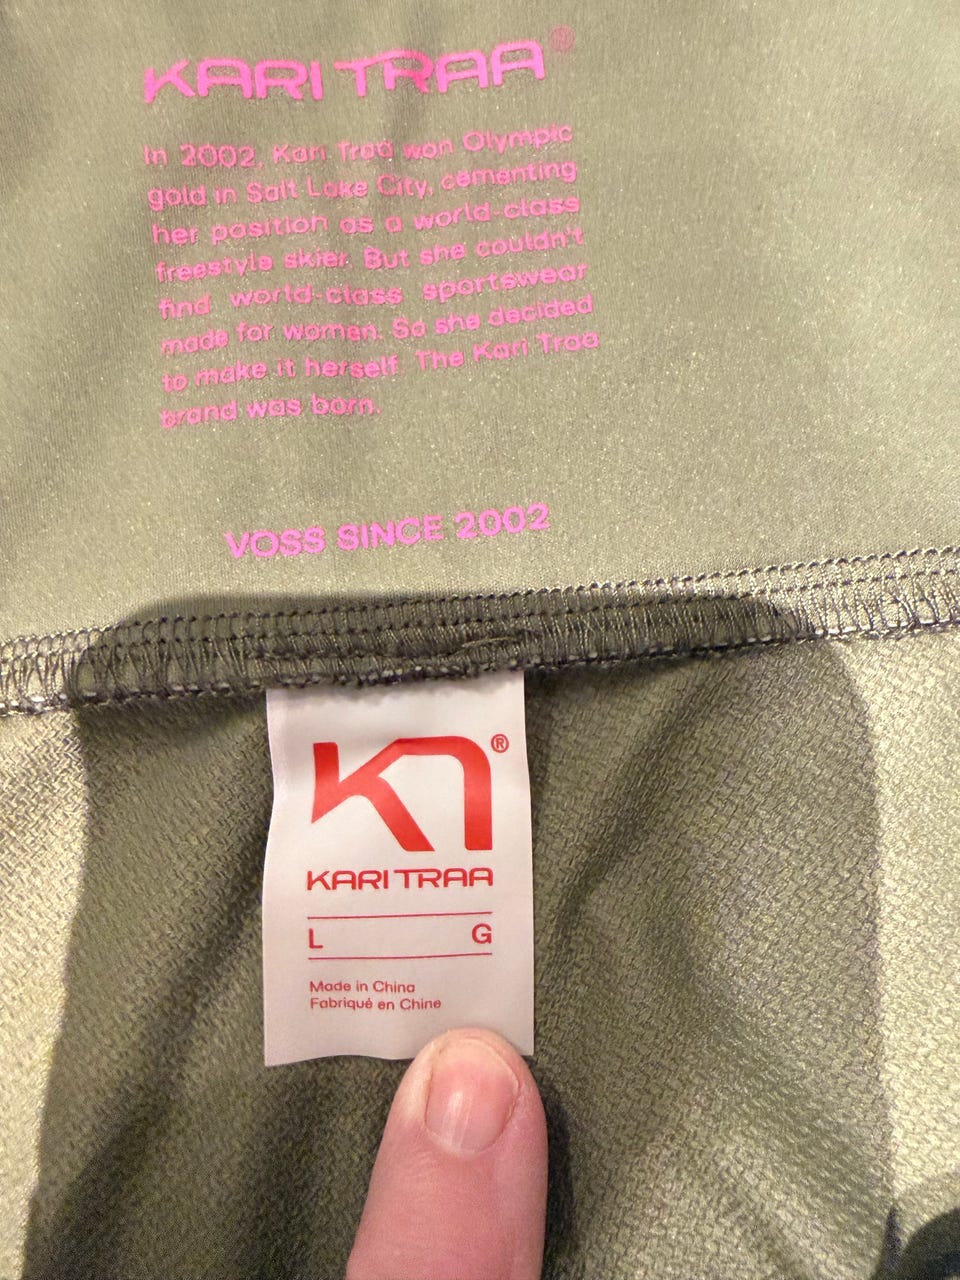 KARI TRAA®
In 2002, Kari Traa won Olympic
gold in Salt Lake City, cementing
her position as a world-class
freestyle skier. But she couldn't
find world-class sportswear
made for women. So she decided
to make it herself. The Kari Traa
brand was born.
VOSS SINCE 2002
®
KARI TRAA
L G
Made in China
Fabriqué en Chine